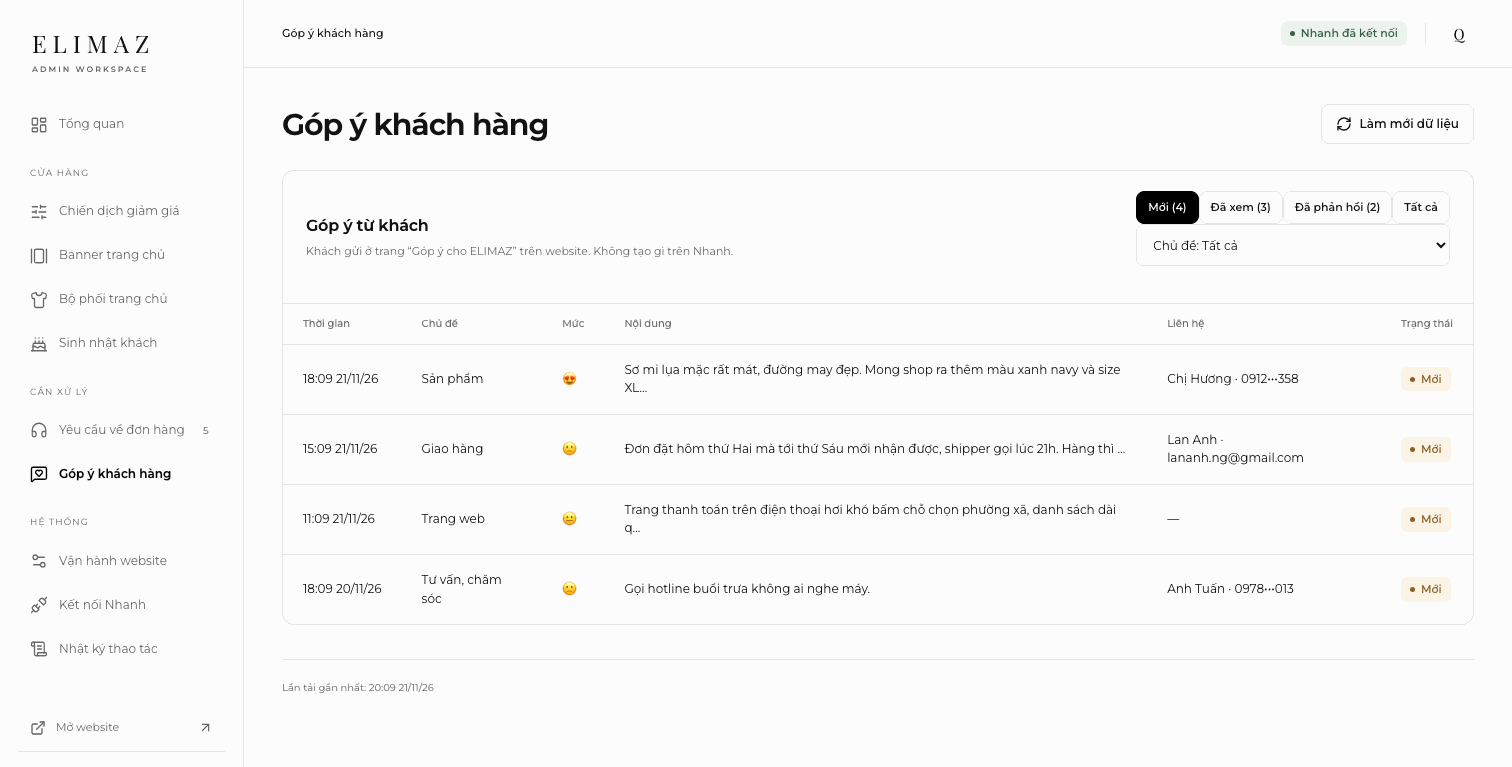 ELIMAZ
ADMIN WORKSPACE
Tổng quan
CỬA HÀNG
Chiến dịch giảm giá
Banner trang chủ
Bộ phối trang chủ
Sinh nhật khách
CẦN XỬ LÝ
Yêu cầu về đơn hàng 5
Góp ý khách hàng
HỆ THỐNG
Vận hành website
Kết nối Nhanh
Nhật ký thao tác
Mở website
Góp ý khách hàng
Nhanh đã kết nối
Q
Góp ý khách hàng
Làm mới dữ liệu
Góp ý từ khách
Khách gửi ở trang “Góp ý cho ELIMAZ” trên website. Không tạo gì trên Nhanh.
Mới (4) Đã xem (3) Đã phản hồi (2) Tất cả
Chủ đề: Tất cả
Thời gian Chủ đề Mức Nội dung Liên hệ Trạng thái
18:09 21/11/26 Sản phẩm 😍 Sơ mi lụa mặc rất mát, đường may đẹp. Mong shop ra thêm màu xanh navy và size
XL… Chị Hương · 0912•••358 Mới
15:09 21/11/26 Giao hàng 🙁 Đơn đặt hôm thứ Hai mà tới thứ Sáu mới nhận được, shipper gọi lúc 21h. Hàng thì … Lan Anh ·
lananh.ng@gmail.com Mới
11:09 21/11/26 Trang web 😐 Trang thanh toán trên điện thoại hơi khó bấm chỗ chọn phường xã, danh sách dài
q… — Mới
18:09 20/11/26 Tư vấn, chăm
sóc 🙁 Gọi hotline buổi trưa không ai nghe máy. Anh Tuấn · 0978•••013 Mới
Lần tải gần nhất: 20:09 21/11/26